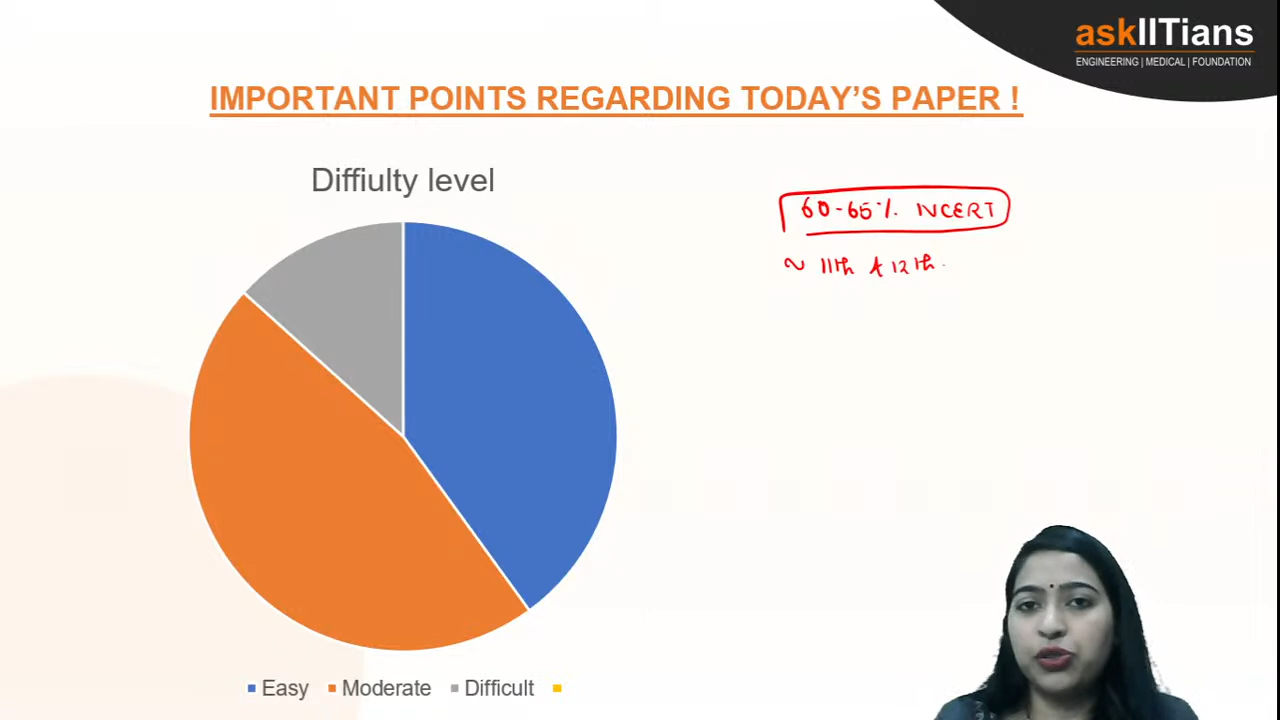 askIITians
ENGINEERING | MEDICAL | FOUNDATION
IMPORTANT POINTS REGARDING TODAY'S PAPER !
Diffiulty level
60-65% NCERT
~ 11th & 12th
Easy Moderate Difficult